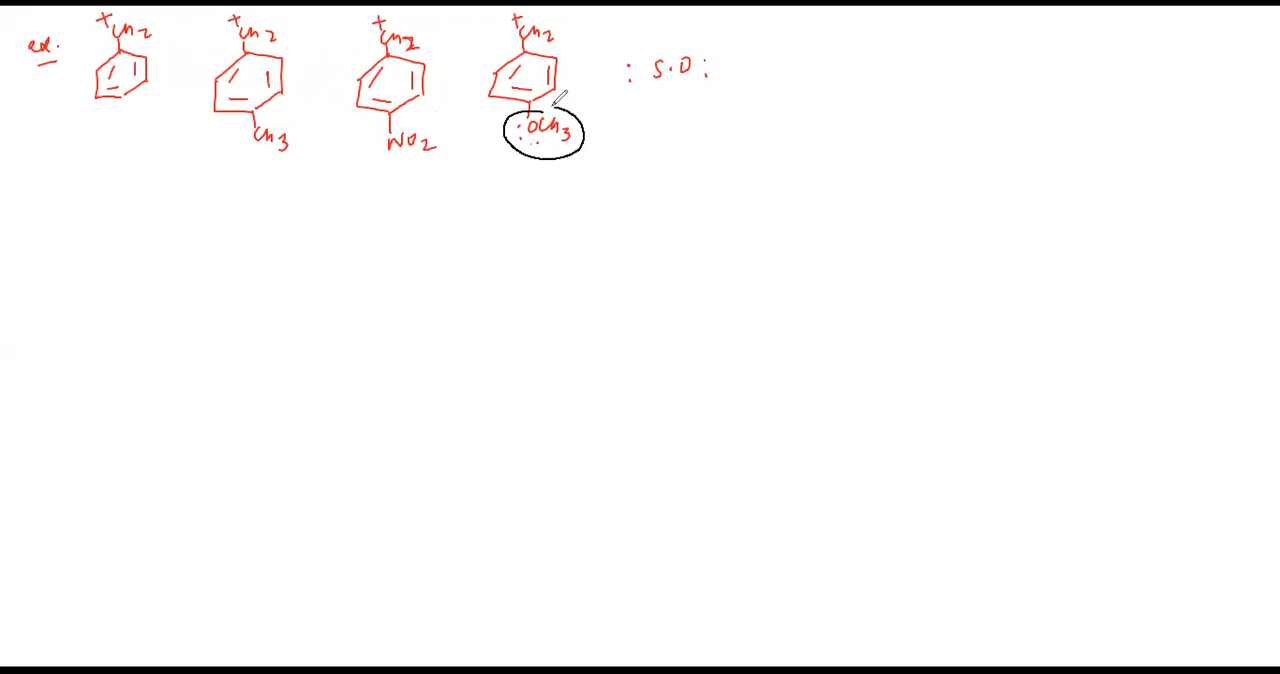 ex. +CH2 +CH2 +CH2 +CH2 : S.O :
CH3 NO2 :OCH3